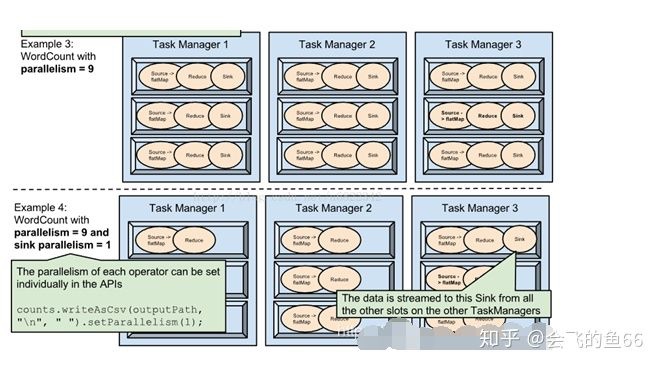 Example 3:
WordCount with
parallelism = 9
Task Manager 1
Task Manager 2
Task Manager 3
Source ->
flatMap
Reduce
Sink
Source ->
flatMap
Reduce
Sink
Source ->
flatMap
Reduce
Sink
Source ->
flatMap
Reduce
Sink
Source ->
flatMap
Reduce
Sink
Source -
> flatMap
Reduce
Sink
Source ->
flatMap
Reduce
Sink
Source ->
flatMap
Reduce
Sink
Source ->
flatMap
Reduce
Sink
Example 4:
WordCount with
parallelism = 9 and
sink parallelism = 1
Task Manager 1
Task Manager 2
Task Manager 3
Source ->
flatMap
Reduce
Source ->
flatMap
Reduce
Source ->
flatMap
Reduce
Sink
The parallelism of each operator can be set
individually in the APIs
counts.writeAsCsv(outputPath,
"\n", " ").setParallelism(1);
Source ->
flatMap
Reduce
Source -
> flatMap
Reduce
The data is streamed to this Sink from all
the other slots on the other TaskManagers
知乎 @会飞的鱼66